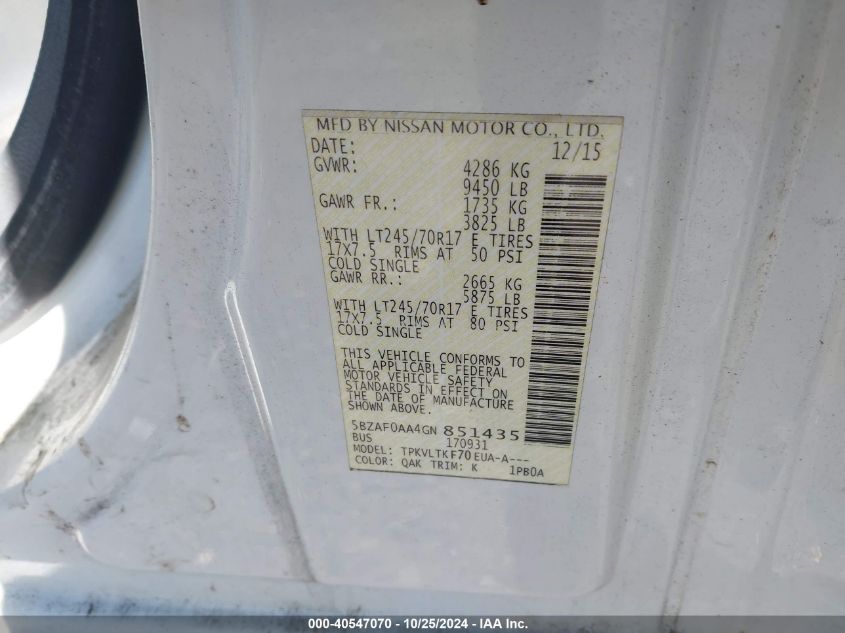 MFD BY NISSAN MOTOR CO., LTD.
DATE: 12/15
GVWR: 4286 KG
9450 LB
GAWR FR.: 1735 KG
3825 LB
WITH LT245/70R17 E TIRES
17X7.5 RIMS AT 50 PSI
COLD SINGLE
GAWR RR.: 2665 KG
5875 LB
WITH LT245/70R17 E TIRES
17X7.5 RIMS AT 80 PSI
COLD SINGLE
THIS VEHICLE CONFORMS TO
ALL APPLICABLE FEDERAL
MOTOR VEHICLE SAFETY
STANDARDS IN EFFECT ON
THE DATE OF MANUFACTURE
SHOWN ABOVE.
5BZAF0AA4GN 851435
BUS 170931
MODEL: TPKVLTKF70EUA-A---
COLOR: QAK TRIM: K 1PB0A
000-40547070 - 10/25/2024 - IAA Inc.